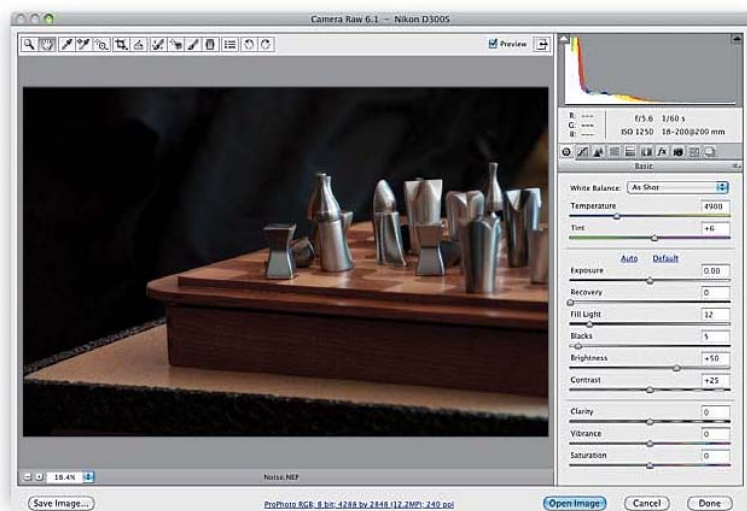 Camera Raw 6.1 – Nikon D300S
Preview
R: ---
G: ---
B: ---
f/5.6 1/60 s
ISO 1250 18-200@200 mm
fx
Basic
White Balance: As Shot
Temperature 4900
Tint +6
Auto Default
Exposure 0.00
Recovery 0
Fill Light 12
Blacks 5
Brightness +50
Contrast +25
Clarity 0
Vibrance 0
Saturation 0
18.4%
Noise.NEF
Save Image...
ProPhoto RGB; 8 bit; 4288 by 2848 (12.2MP); 240 ppi
Open Image
Cancel
Done